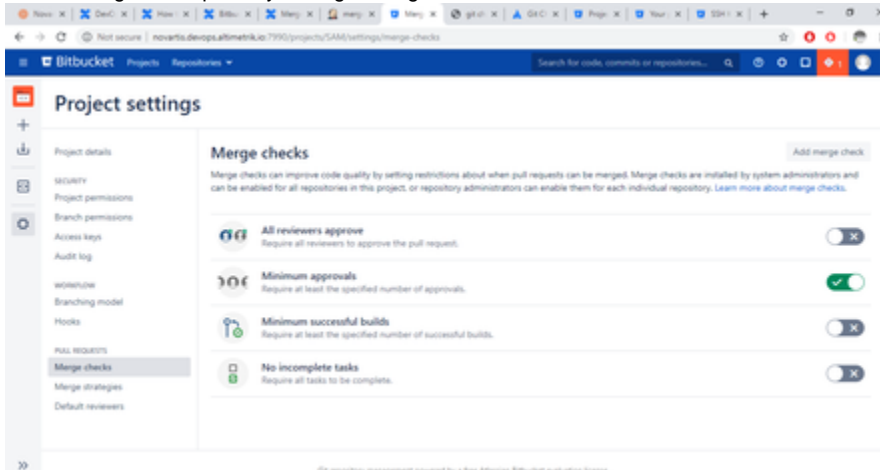 Bitbucket Projects Repositories
Search for code, commits or repositories...
Not secure | novartis.devops.altimetrik.io:7990/projects/SAM/settings/merge-checks
Project settings
Project details
SECURITY
Project permissions
Branch permissions
Access keys
Audit log
WORKFLOW
Branching model
Hooks
PULL REQUESTS
Merge checks
Merge strategies
Default reviewers
Merge checks
Add merge check
Merge checks can improve code quality by setting restrictions about when pull requests can be merged. Merge checks are installed by system administrators and
can be enabled for all repositories in this project, or repository administrators can enable them for each individual repository. Learn more about merge checks.
All reviewers approve
Require all reviewers to approve the pull request.
Minimum approvals
Require at least the specified number of approvals.
Minimum successful builds
Require at least the specified number of successful builds.
No incomplete tasks
Require all tasks to be complete.